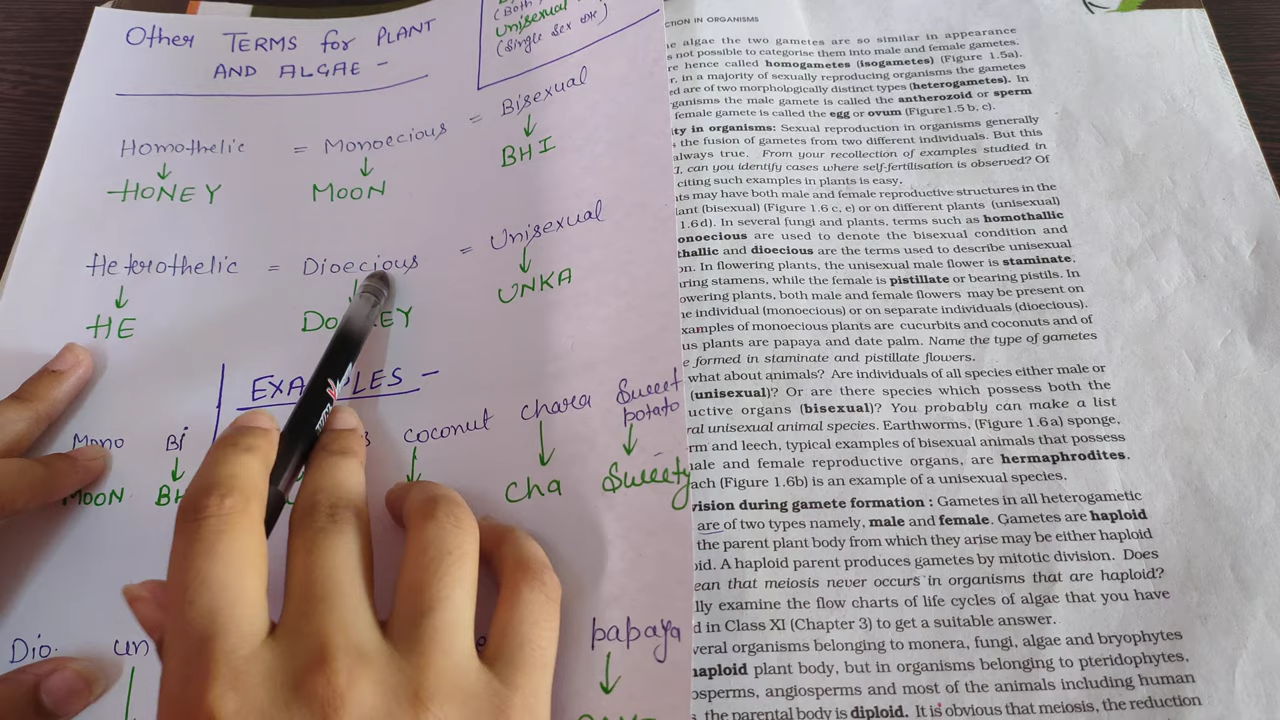 Other TERMS for PLANT
AND ALGAE -
(Both
Unisexual
(Single Sex
Homothelic = Monoecious = Bisexual
HONEY MOON BHI
Heterothelic = Dioecious = Unisexual
HE UNKA
EXAMPLES -
Mono Bi coconut chara Sweet
potato
MOON Cha Sweety
Dio. un papaya
CTION IN ORGANISMS
e algae the two gametes are so similar in appearance
s not possible to categorise them into male and female gametes.
re hence called homogametes (isogametes) (Figure 1.5a).
r, in a majority of sexually reproducing organisms the gametes
ed are of two morphologically distinct types (heterogametes). In
rganisms the male gamete is called the antherozoid or sperm
female gamete is called the egg or ovum (Figure1.5 b, c).
ity in organisms: Sexual reproduction in organisms generally
s the fusion of gametes from two different individuals. But this
always true. From your recollection of examples studied in
I, can you identify cases where self-fertilisation is observed? Of
citing such examples in plants is easy.
nts may have both male and female reproductive structures in the
lant (bisexual) (Figure 1.6 c, e) or on different plants (unisexual)
1.6d). In several fungi and plants, terms such as homothallic
onoecious are used to denote the bisexual condition and
thallic and dioecious are the terms used to describe unisexual
on. In flowering plants, the unisexual male flower is staminate,
aring stamens, while the female is pistillate or bearing pistils. In
owering plants, both male and female flowers may be present on
ne individual (monoecious) or on separate individuals (dioecious).
xamples of monoecious plants are cucurbits and coconuts and of
us plants are papaya and date palm. Name the type of gametes
e formed in staminate and pistillate flowers.
what about animals? Are individuals of all species either male or
(unisexual)? Or are there species which possess both the
uctive organs (bisexual)? You probably can make a list
ral unisexual animal species. Earthworms, (Figure 1.6a) sponge,
rm and leech, typical examples of bisexual animals that possess
ale and female reproductive organs, are hermaphrodites.
ach (Figure 1.6b) is an example of a unisexual species.
vision during gamete formation : Gametes in all heterogametic
are of two types namely, male and female. Gametes are haploid
the parent plant body from which they arise may be either haploid
oid. A haploid parent produces gametes by mitotic division. Does
ean that meiosis never occurs in organisms that are haploid?
lly examine the flow charts of life cycles of algae that you have
d in Class XI (Chapter 3) to get a suitable answer.
veral organisms belonging to monera, fungi, algae and bryophytes
haploid plant body, but in organisms belonging to pteridophytes,
osperms, angiosperms and most of the animals including human
the parental body is diploid. It is obvious that meiosis, the reduction